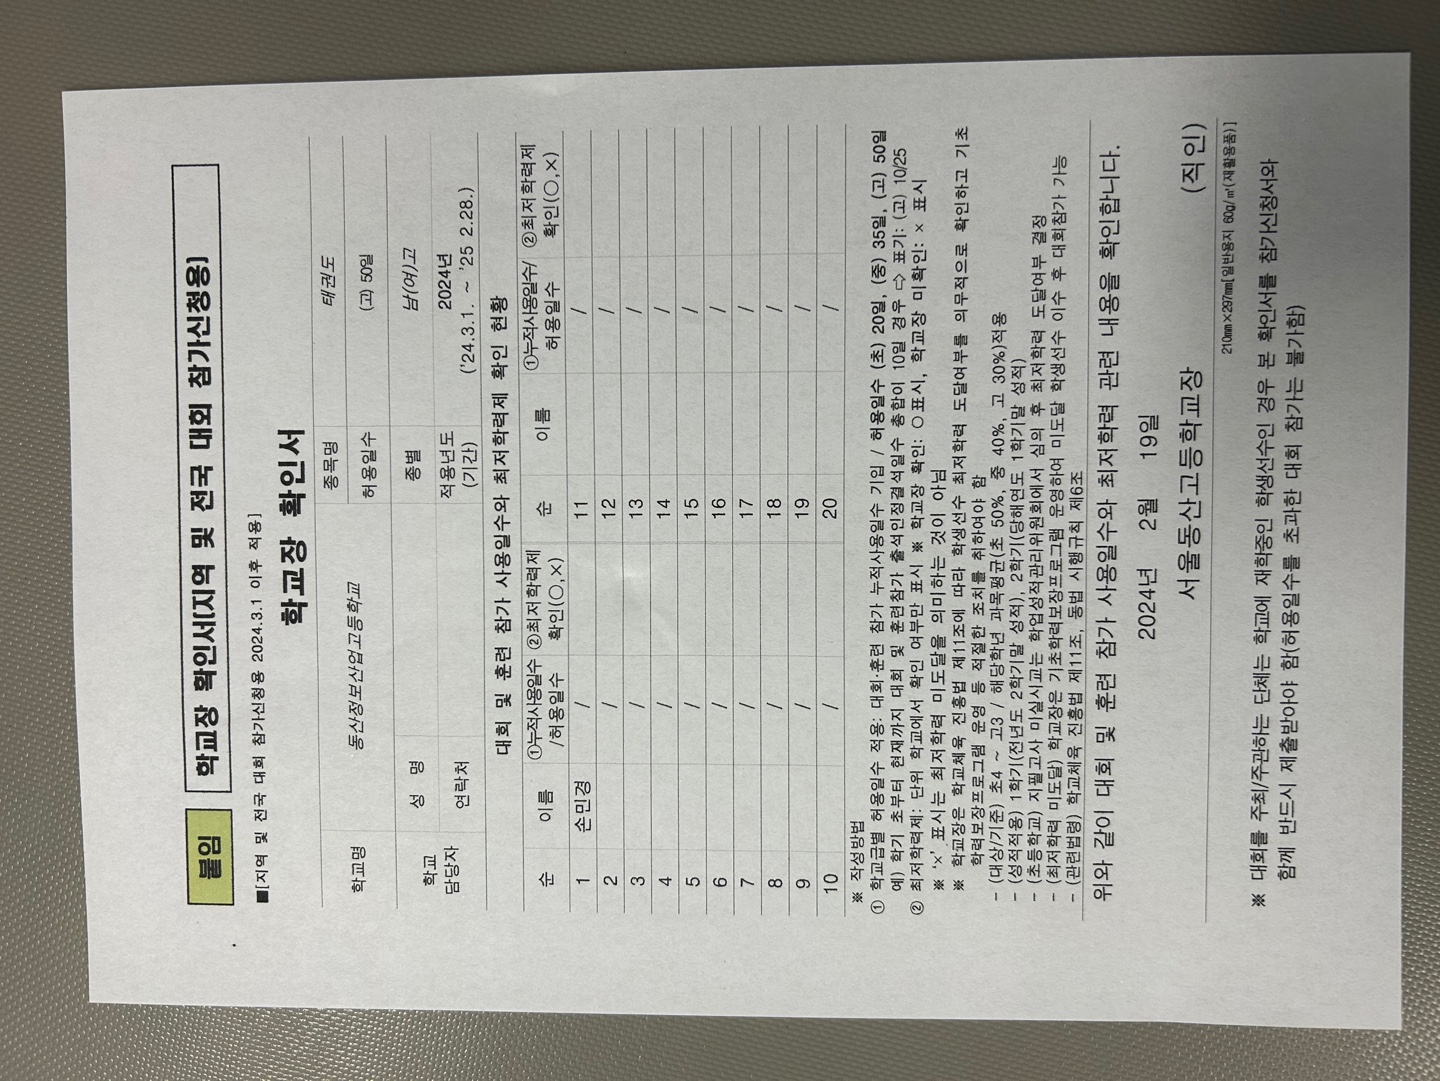 붙임 학교장 확인서(지역 및 전국 대회 참가신청용)
■[지역 및 전국 대회 참가신청용 2024.3.1 이후 적용]
학교장 확인서
학교명 동산정보산업고등학교 종목명 태권도
허용일수 (고) 50일
학교 담당자 성 명 종별 남(여)고
연락처 적용년도 (기간) 2024년 ('24.3.1. ~ '25 2.28.)
대회 및 훈련 참가 사용일수와 최저학력제 확인 현황
순 이름 ①누적사용일수/허용일수 ②최저학력제 확인(○,×) 순 이름 ①누적사용일수/허용일수 ②최저학력제 확인(○,×)
1 손민경 / 11 /
2 / 12 /
3 / 13 /
4 / 14 /
5 / 15 /
6 / 16 /
7 / 17 /
8 / 18 /
9 / 19 /
10 / 20 /
※ 작성방법
① 학교급별 허용일수 적용: 대회·훈련 참가 누적사용일수 기입 / 허용일수 (초) 20일, (중) 35일, (고) 50일
예) 학기 초부터 현재까지 대회 및 훈련참가 출석인정결석일수 총합이 10일 경우 ⇨ 표기: (고) 10/25
② 최저학력제: 단위 학교에서 확인 여부만 표시 ※ 학교장 확인: ○표시, 학교장 미확인: × 표시
※ '×' 표시는 최저학력 미도달을 의미하는 것이 아님
※ 학교장은 학교체육 진흥법 제11조에 따라 학생선수 최저학력 도달여부를 의무적으로 확인하고 기초
학력보장프로그램 운영 등 적절한 조치를 취하여야 함
- (대상/기준) 초4 ~ 고3 / 해당학년 과목평균(초 50%, 중 40%, 고 30%)적용
- (성적적용) 1학기(전년도 2학기말 성적), 2학기(당해연도 1학기말 성적)
- (초등학교) 지필고사 미실시교는 학업성적관리위원회에서 심의 후 최저학력 도달여부 결정
- (최저학력 미도달) 학교장은 기초학력보장프로그램 운영하여 미도달 학생선수 이수 후 대회참가 가능
- (관련법령) 학교체육 진흥법 제11조, 동법 시행규칙 제6조
위와 같이 대회 및 훈련 참가 사용일수와 최저학력 관련 내용을 확인합니다.
2024년 2월 19일
서울동산고등학교장 (직인)
210㎜×297㎜[일반용지 60g/㎡(재활용품)]
※ 대회를 주최/주관하는 단체는 학교에 재학중인 학생선수인 경우 본 확인서를 참가신청서와
함께 반드시 제출받아야 함(허용일수를 초과한 대회 참가는 불가함)